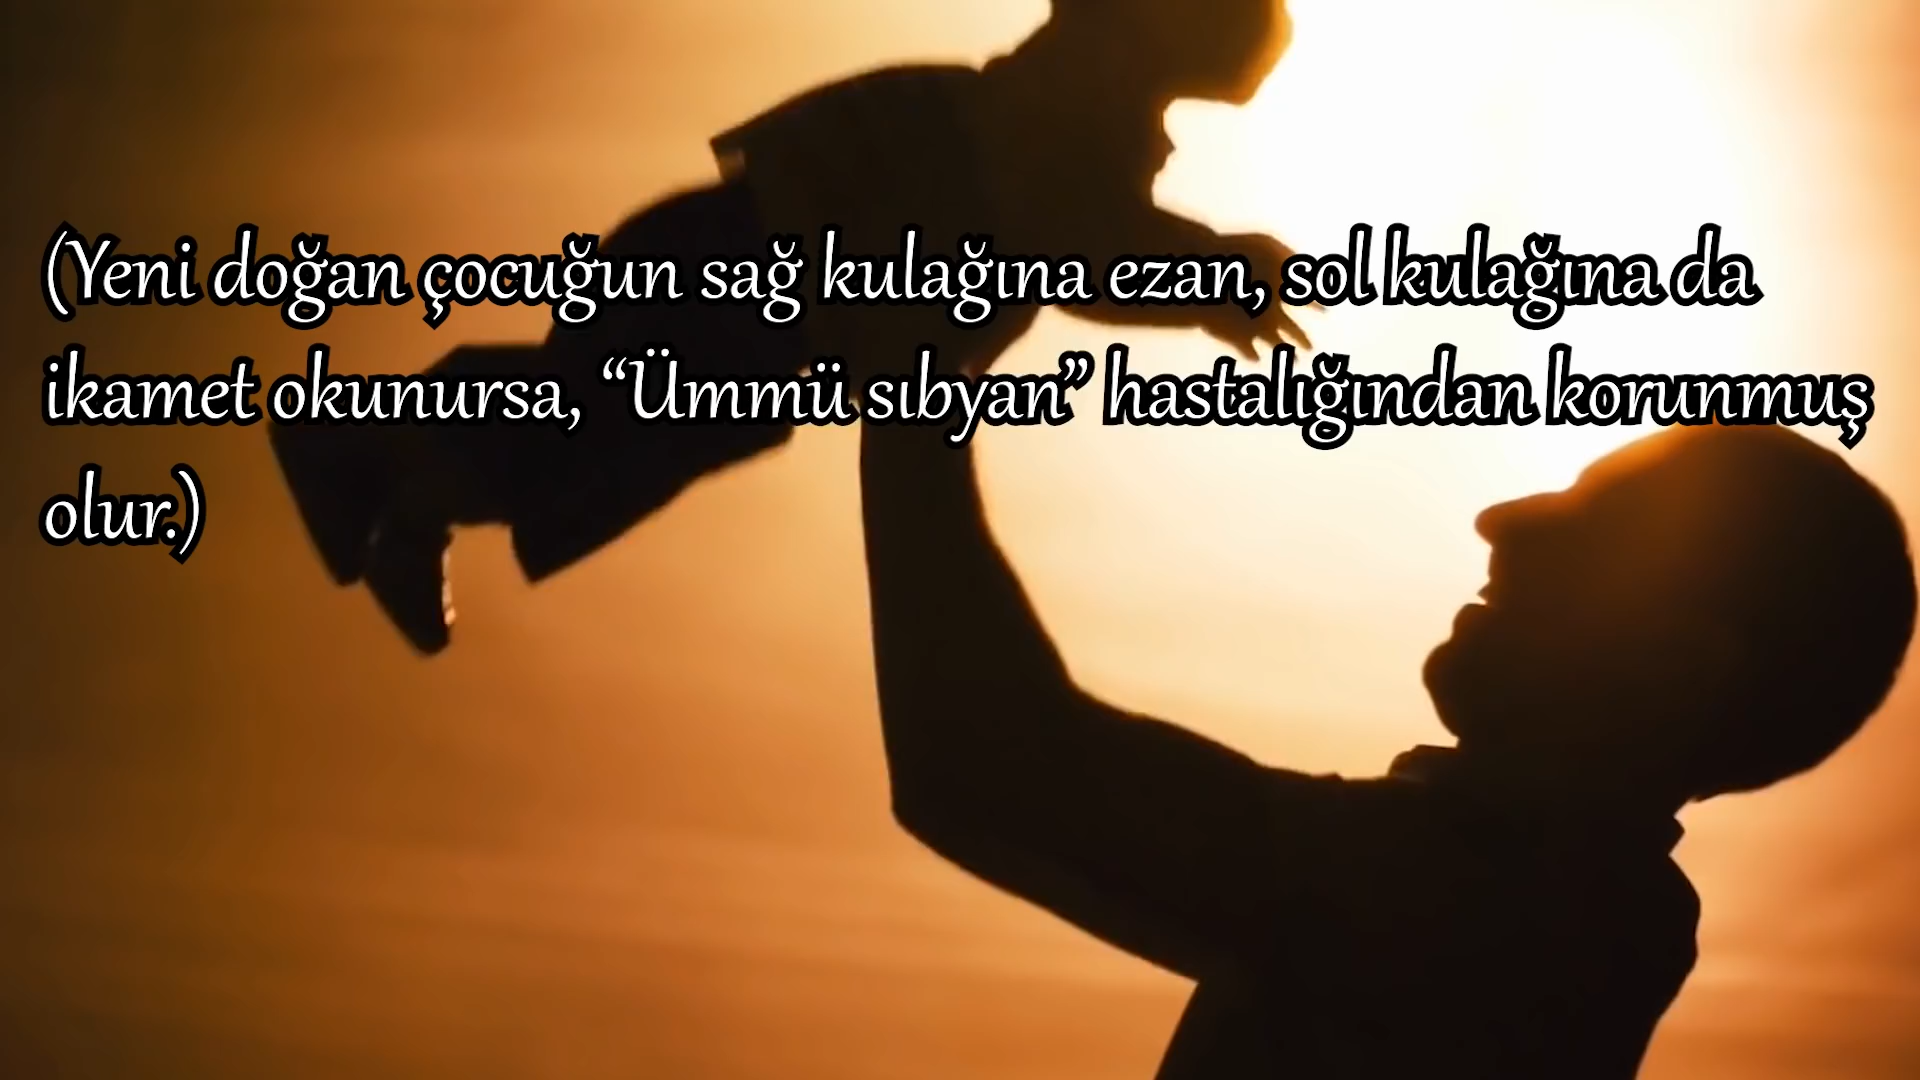 (Yeni doğan çocuğun sağ kulağına ezan, sol kulağına da
ikamet okunursa, “Ümmü sıbyan” hastalığından korunmuş
olur.)